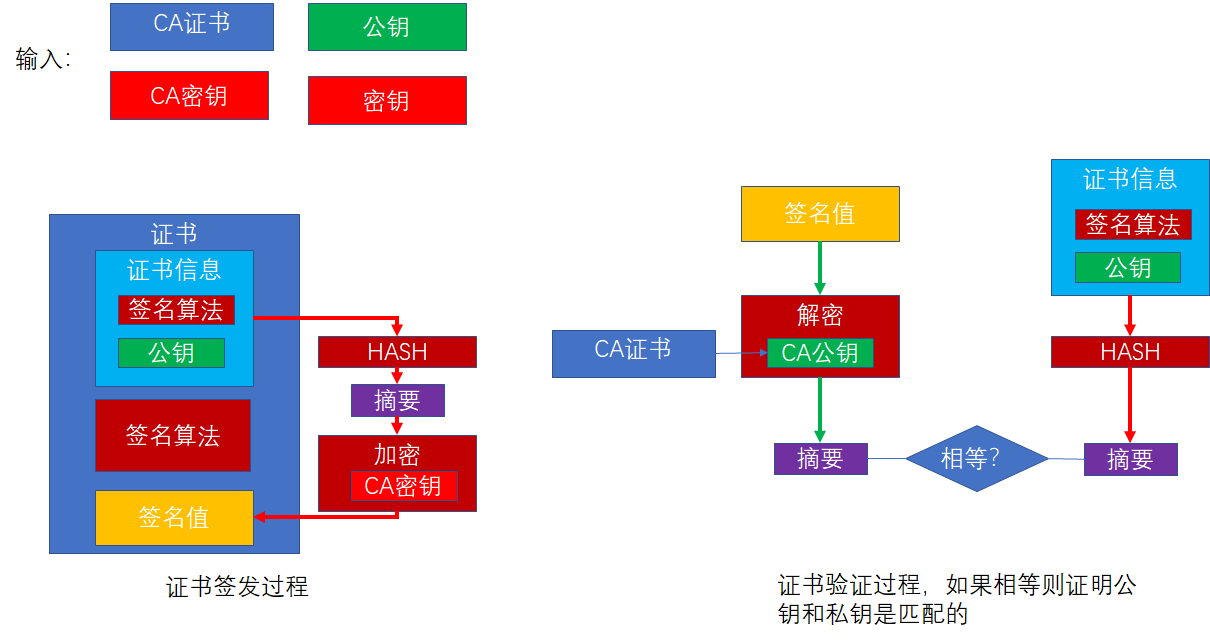 输入：
CA证书
公钥
CA密钥
密钥
证书
证书信息
签名算法
公钥
签名算法
签名值
HASH
摘要
加密
CA密钥
证书签发过程
签名值
解密
CA公钥
CA证书
摘要
相等？
证书信息
签名算法
公钥
HASH
摘要
证书验证过程，如果相等则证明公
钥和私钥是匹配的